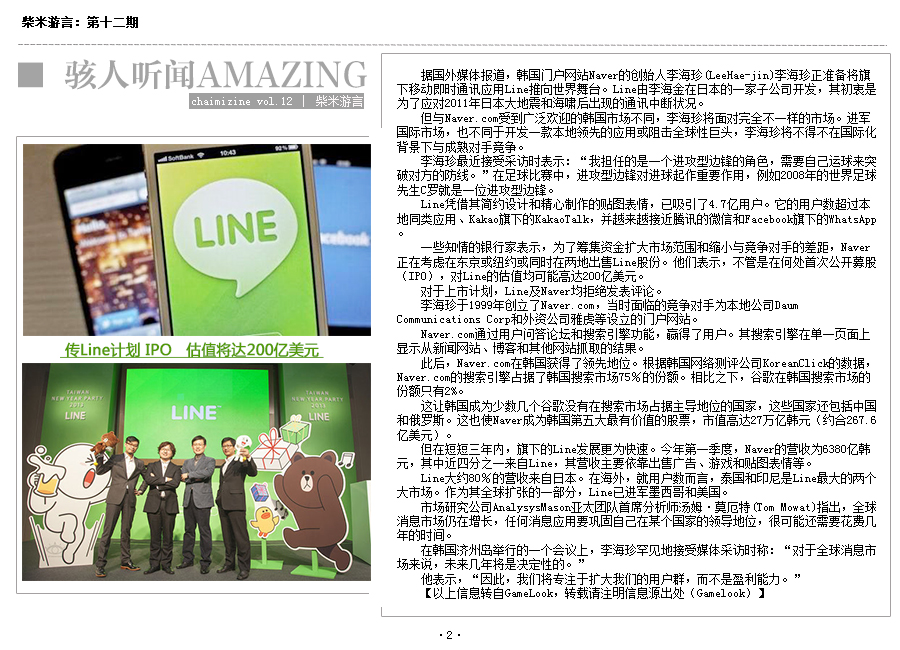 柴米游言：第十二期
骇人听闻AMAZING
chaimizine vol.12 | 柴米游言
SoftBank 10:43 92%
LINE
传Line计划 IPO 估值将达200亿美元
TAIWAN
NEW YEAR PARTY
LINE
LINE
TAIWAN
NEW YEAR PARTY
LINE
据国外媒体报道，韩国门户网站Naver的创始人李海珍(LeeHae-jin)李海珍正准备将旗
下移动即时通讯应用Line推向世界舞台。Line由李海金在日本的一家子公司开发，其初衷是
为了应对2011年日本大地震和海啸后出现的通讯中断状况。
但与Naver.com受到广泛欢迎的韩国市场不同，李海珍将面对完全不一样的市场。进军
国际市场，也不同于开发一款本地领先的应用或阻击全球性巨头，李海珍将不得不在国际化
背景下与成熟对手竞争。
李海珍最近接受采访时表示：“我担任的是一个进攻型边锋的角色，需要自己运球来突
破对方的防线。”在足球比赛中，进攻型边锋对进球起作重要作用，例如2008年的世界足球
先生C罗就是一位进攻型边锋。
Line凭借其简约设计和精心制作的贴图表情，已吸引了4.7亿用户。它的用户数超过本
地同类应用、Kakao旗下的KakaoTalk，并越来越接近腾讯的微信和Facebook旗下的WhatsApp
。
一些知情的银行家表示，为了筹集资金扩大市场范围和缩小与竞争对手的差距，Naver
正在考虑在东京或纽约或同时在两地出售Line股份。他们表示，不管是在何处首次公开募股
（IPO），对Line的估值均可能高达200亿美元。
对于上市计划，Line及Naver均拒绝发表评论。
李海珍于1999年创立了Naver.com，当时面临的竞争对手为本地公司Daum
Communications Corp和外资公司雅虎等设立的门户网站。
Naver.com通过用户问答论坛和搜索引擎功能，赢得了用户。其搜索引擎在单一页面上
显示从新闻网站、博客和其他网站抓取的结果。
此后，Naver.com在韩国获得了领先地位。根据韩国网络测评公司KoreanClick的数据，
Naver.com的搜索引擎占据了韩国搜索市场75％的份额。相比之下，谷歌在韩国搜索市场的
份额只有2%。
这让韩国成为少数几个谷歌没有在搜索市场占据主导地位的国家，这些国家还包括中国
和俄罗斯。这也使Naver成为韩国第五大最有价值的股票，市值高达27万亿韩元（约合267.6
亿美元）。
但在短短三年内，旗下的Line发展更为快速。今年第一季度，Naver的营收为6380亿韩
元，其中近四分之一来自Line，其营收主要依靠出售广告、游戏和贴图表情等。
Line大约80％的营收来自日本。在海外，就用户数而言，泰国和印尼是Line最大的两个
大市场。作为其全球扩张的一部分，Line已进军墨西哥和美国。
市场研究公司AnalysysMason亚太团队首席分析师汤姆·莫厄特(Tom Mowat)指出，全球
消息市场仍在增长，任何消息应用要巩固自己在某个国家的领导地位，很可能还需要花费几
年的时间。
在韩国济州岛举行的一个会议上，李海珍罕见地接受媒体采访时称：“对于全球消息市
场来说，未来几年将是决定性的。”
他表示，“因此，我们将专注于扩大我们的用户群，而不是盈利能力。”
【以上信息转自GameLook，转载请注明信息源出处（Gamelook）】
·2·